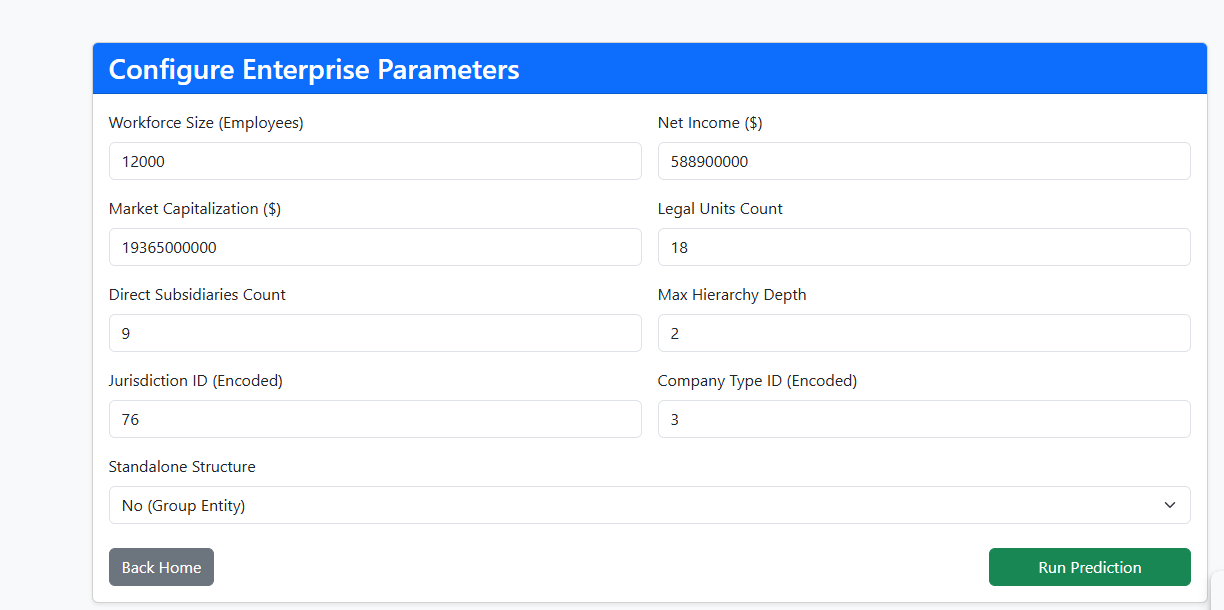 Configure Enterprise Parameters
Workforce Size (Employees)
12000
Net Income ($)
588900000
Market Capitalization ($)
19365000000
Legal Units Count
18
Direct Subsidiaries Count
9
Max Hierarchy Depth
2
Jurisdiction ID (Encoded)
76
Company Type ID (Encoded)
3
Standalone Structure
No (Group Entity)
Back Home
Run Prediction